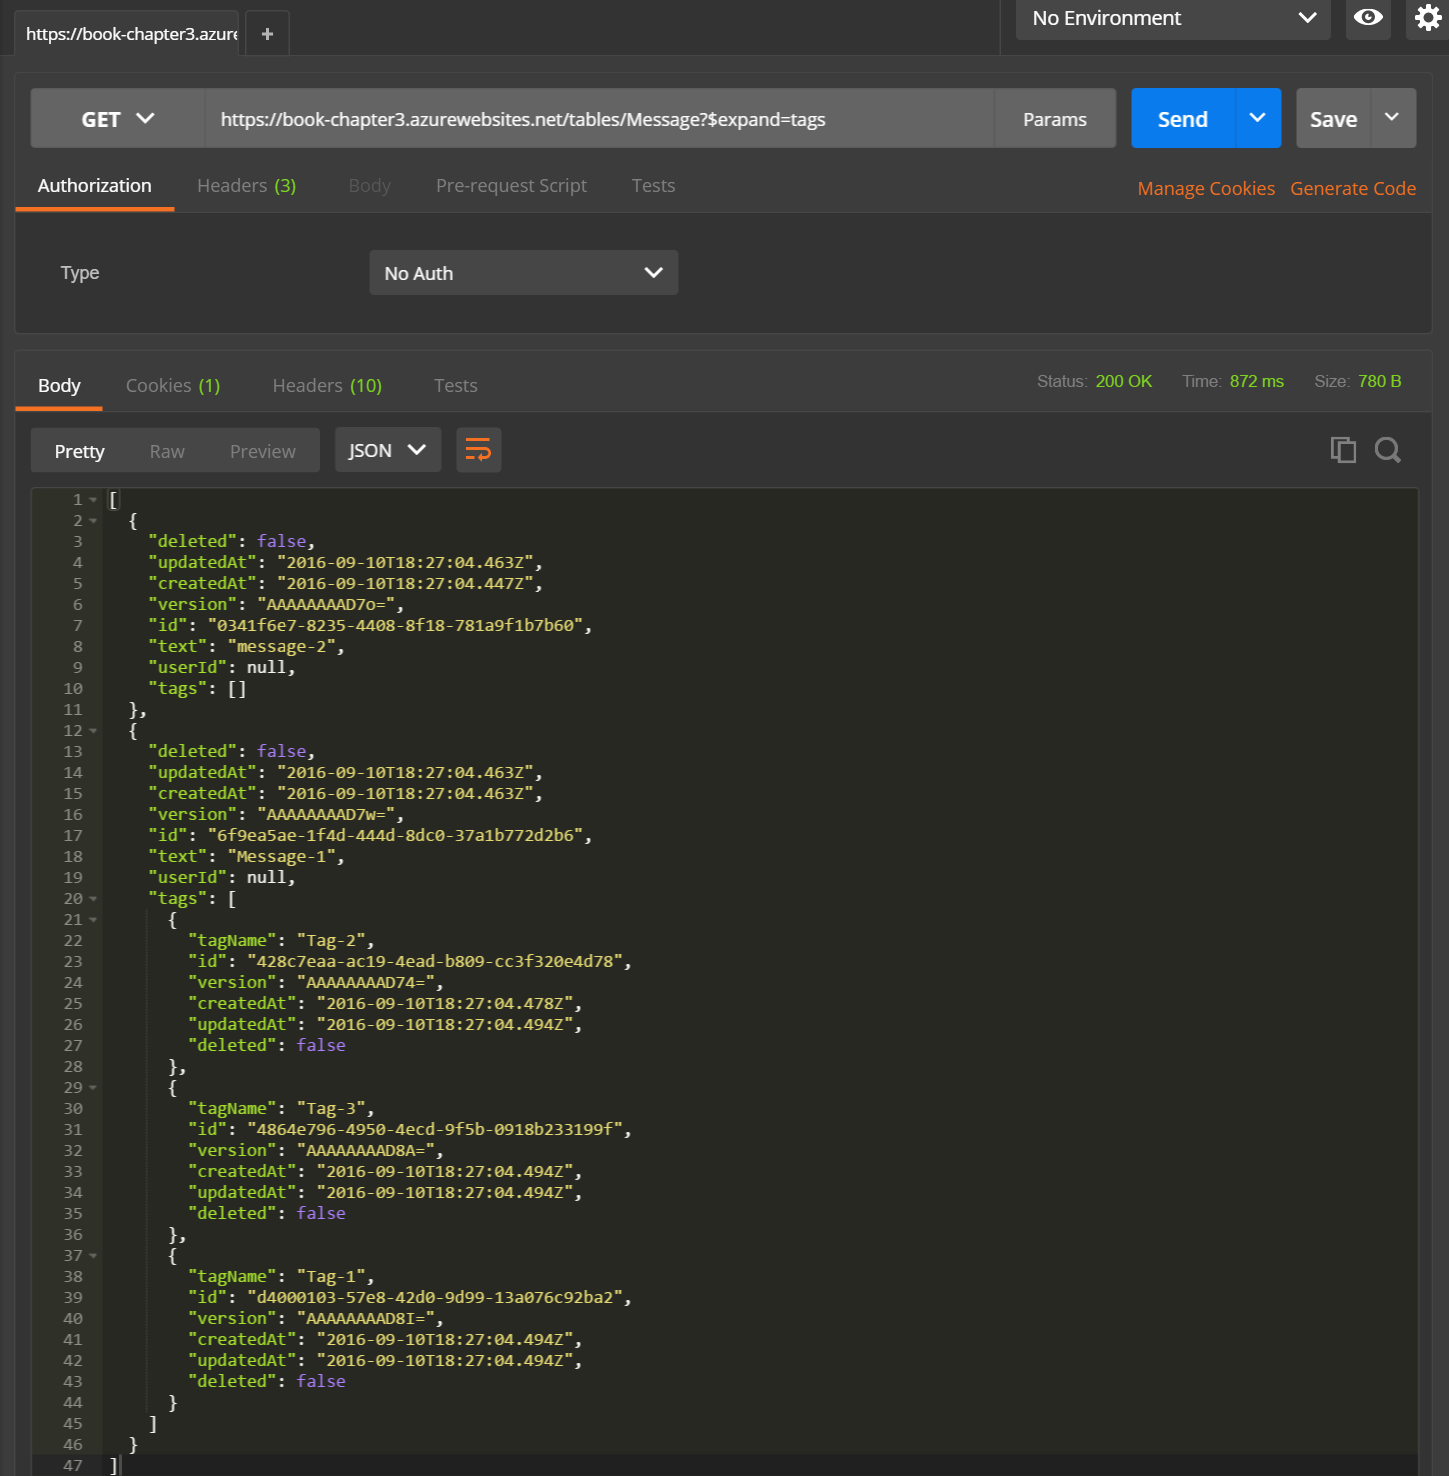 https://book-chapter3.azure
+
No Environment
GET
https://book-chapter3.azurewebsites.net/tables/Message?$expand=tags
Params
Send
Save
Authorization
Headers (3)
Body
Pre-request Script
Tests
Manage Cookies
Generate Code
Type
No Auth
Body
Cookies (1)
Headers (10)
Tests
Status: 200 OK
Time: 872 ms
Size: 780 B
Pretty
Raw
Preview
JSON
1 [
2 {
3 "deleted": false,
4 "updatedAt": "2016-09-10T18:27:04.463Z",
5 "createdAt": "2016-09-10T18:27:04.447Z",
6 "version": "AAAAAAAAD7o=",
7 "id": "0341f6e7-8235-4408-8f18-781a9f1b7b60",
8 "text": "message-2",
9 "userId": null,
10 "tags": []
11 },
12 {
13 "deleted": false,
14 "updatedAt": "2016-09-10T18:27:04.463Z",
15 "createdAt": "2016-09-10T18:27:04.463Z",
16 "version": "AAAAAAAAD7w=",
17 "id": "6f9ea5ae-1f4d-444d-8dc0-37a1b772d2b6",
18 "text": "Message-1",
19 "userId": null,
20 "tags": [
21 {
22 "tagName": "Tag-2",
23 "id": "428c7eaa-ac19-4ead-b809-cc3f320e4d78",
24 "version": "AAAAAAAAD74=",
25 "createdAt": "2016-09-10T18:27:04.478Z",
26 "updatedAt": "2016-09-10T18:27:04.494Z",
27 "deleted": false
28 },
29 {
30 "tagName": "Tag-3",
31 "id": "4864e796-4950-4ecd-9f5b-0918b233199f",
32 "version": "AAAAAAAAD8A=",
33 "createdAt": "2016-09-10T18:27:04.494Z",
34 "updatedAt": "2016-09-10T18:27:04.494Z",
35 "deleted": false
36 },
37 {
38 "tagName": "Tag-1",
39 "id": "d4000103-57e8-42d0-9d99-13a076c92ba2",
40 "version": "AAAAAAAAD8I=",
41 "createdAt": "2016-09-10T18:27:04.494Z",
42 "updatedAt": "2016-09-10T18:27:04.494Z",
43 "deleted": false
44 }
45 ]
46 }
47 ]